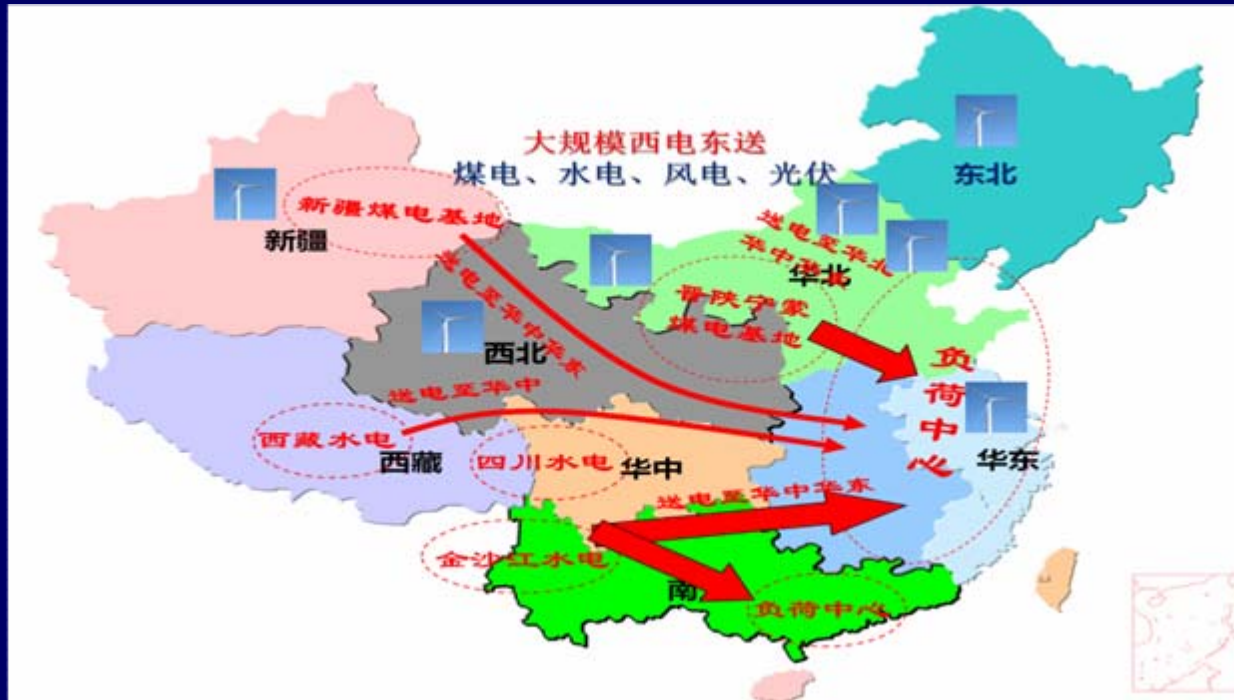 大规模西电东送
煤电、水电、风电、光伏
东北
新疆煤电基地
新疆
送电至华中华东
送电至华北
华中华东
华北
晋陕宁蒙
煤电基地
西北
负荷中心
送电至华中
西藏水电
西藏
四川水电
华中
华东
送电至华中华东
金沙江水电
南
负荷中心